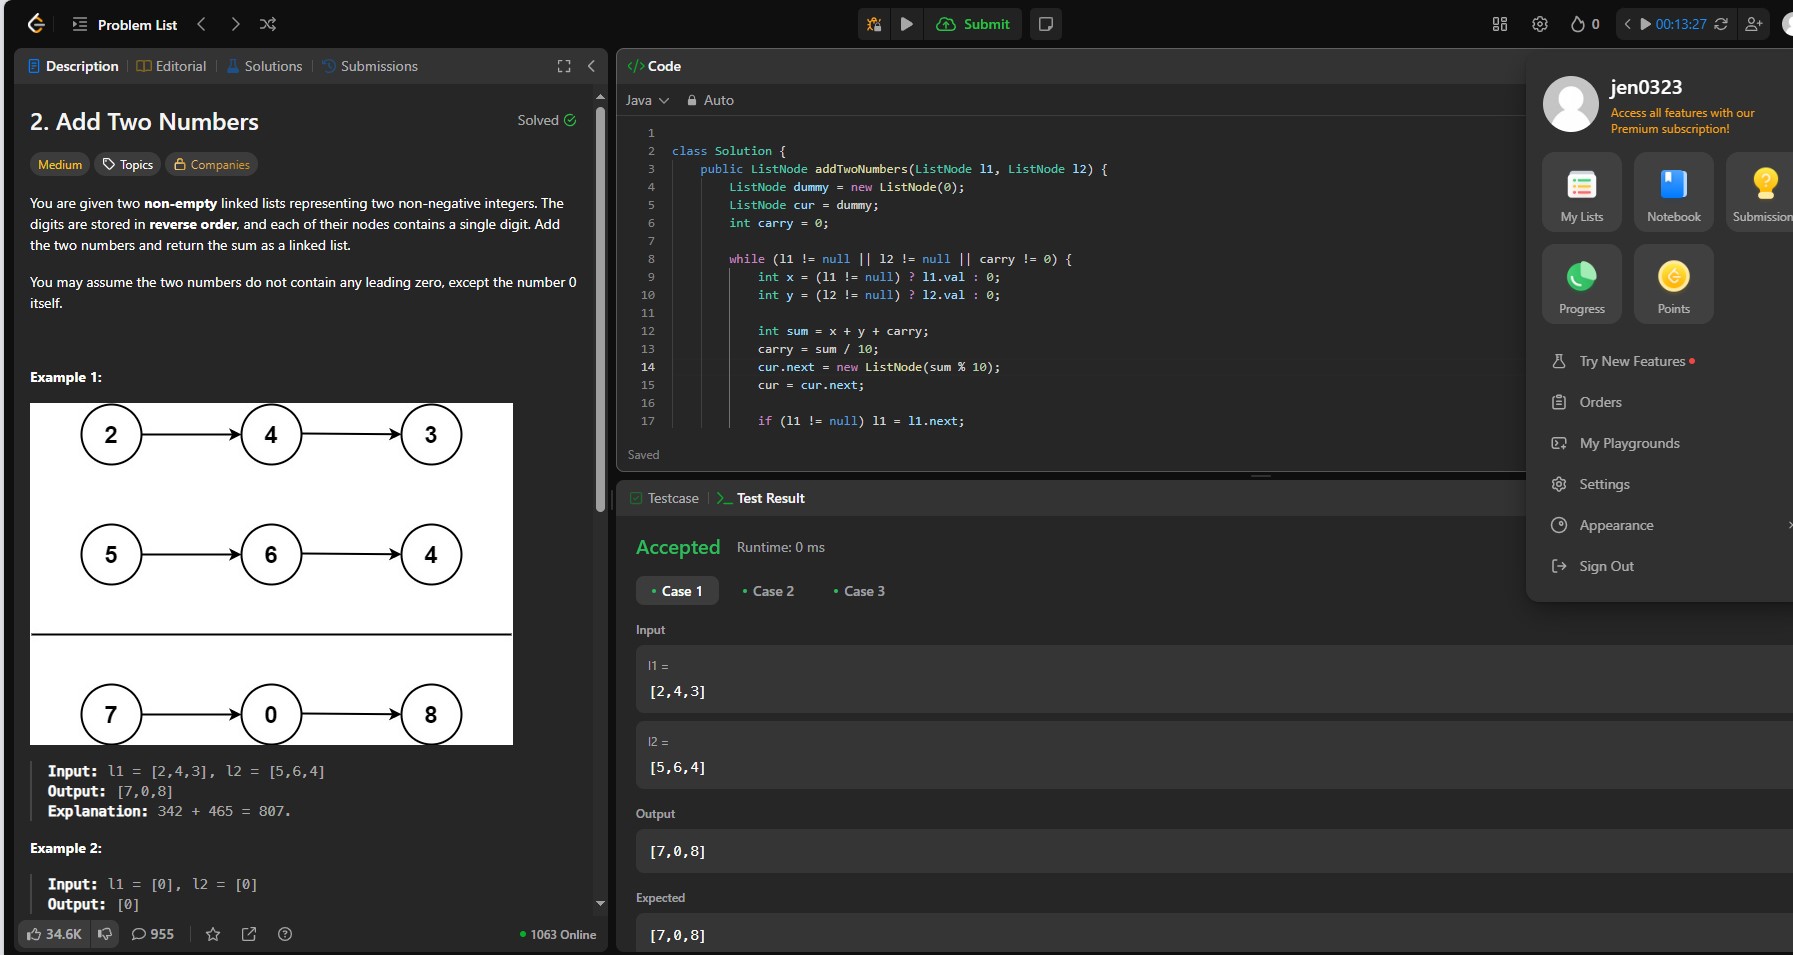 Problem List
Submit
0
00:13:27
Description
Editorial
Solutions
Submissions
2. Add Two Numbers
Solved
Medium
Topics
Companies
You are given two non-empty linked lists representing two non-negative integers. The
digits are stored in reverse order, and each of their nodes contains a single digit. Add
the two numbers and return the sum as a linked list.
You may assume the two numbers do not contain any leading zero, except the number 0
itself.
Example 1:
2 4 3
5 6 4
7 0 8
Input: l1 = [2,4,3], l2 = [5,6,4]
Output: [7,0,8]
Explanation: 342 + 465 = 807.
Example 2:
Input: l1 = [0], l2 = [0]
Output: [0]
34.6K
955
1063 Online
</> Code
Java
Auto
1
2 class Solution {
3 public ListNode addTwoNumbers(ListNode l1, ListNode l2) {
4 ListNode dummy = new ListNode(0);
5 ListNode cur = dummy;
6 int carry = 0;
7
8 while (l1 != null || l2 != null || carry != 0) {
9 int x = (l1 != null) ? l1.val : 0;
10 int y = (l2 != null) ? l2.val : 0;
11
12 int sum = x + y + carry;
13 carry = sum / 10;
14 cur.next = new ListNode(sum % 10);
15 cur = cur.next;
16
17 if (l1 != null) l1 = l1.next;
Saved
Testcase
Test Result
Accepted
Runtime: 0 ms
Case 1
Case 2
Case 3
Input
l1 =
[2,4,3]
l2 =
[5,6,4]
Output
[7,0,8]
Expected
[7,0,8]
jen0323
Access all features with our
Premium subscription!
My Lists
Notebook
Submission
Progress
Points
Try New Features
Orders
My Playgrounds
Settings
Appearance
Sign Out